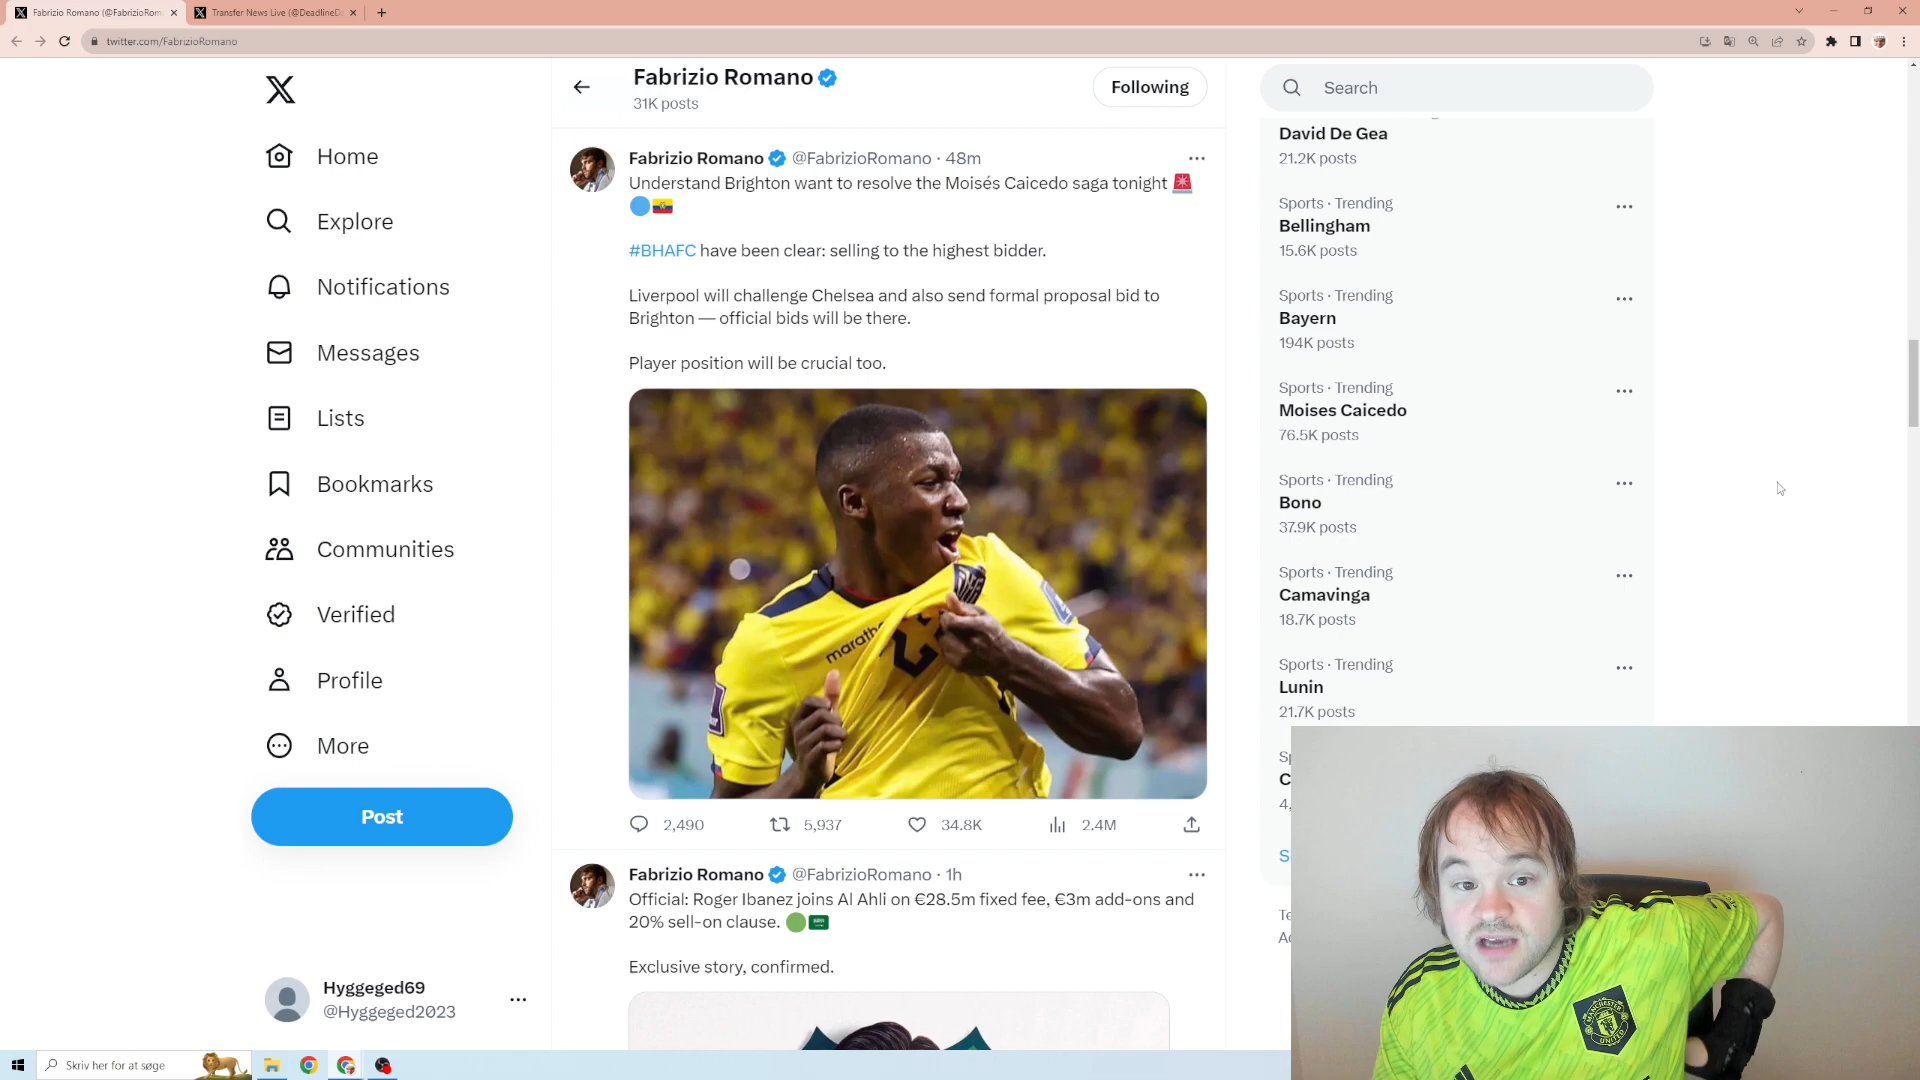 Fabrizio Romano (@FabrizioRom
Transfer News Live (@DeadlineD
twitter.com/FabrizioRomano
Fabrizio Romano
31K posts
Following
Search
Home
Explore
Notifications
Messages
Lists
Bookmarks
Communities
Verified
Profile
More
Post
Hyggeged69
@Hyggeged2023
Fabrizio Romano @FabrizioRomano · 48m
Understand Brighton want to resolve the Moisés Caicedo saga tonight 🚨
🔵🇪🇨
#BHAFC have been clear: selling to the highest bidder.
Liverpool will challenge Chelsea and also send formal proposal bid to
Brighton — official bids will be there.
Player position will be crucial too.
marath
2,490 5,937 34.8K 2.4M
Fabrizio Romano @FabrizioRomano · 1h
Official: Roger Ibanez joins Al Ahli on €28.5m fixed fee, €3m add-ons and
20% sell-on clause. 🟢🇸🇦
Exclusive story, confirmed.
David De Gea
21.2K posts
Sports · Trending
Bellingham
15.6K posts
Sports · Trending
Bayern
194K posts
Sports · Trending
Moises Caicedo
76.5K posts
Sports · Trending
Bono
37.9K posts
Sports · Trending
Camavinga
18.7K posts
Sports · Trending
Lunin
21.7K posts
Sp
C
4,
S
Te
Ac
MANCHESTER
UNITED
Skriv her for at søge